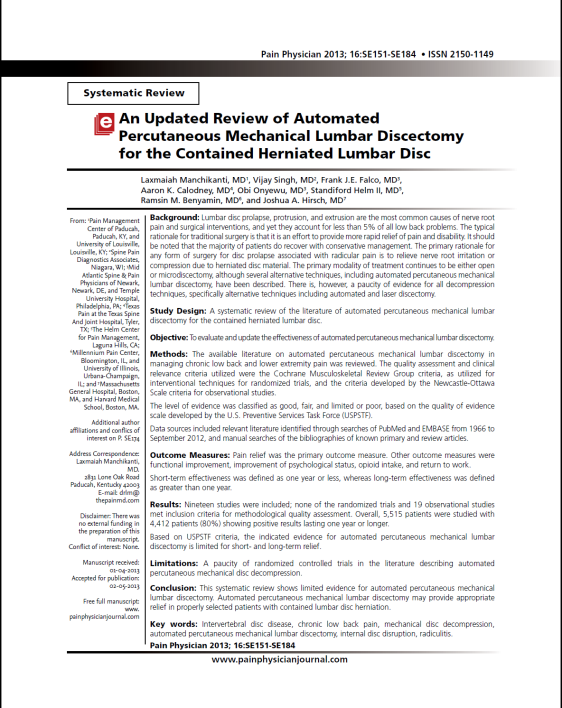 Pain Physician 2013; 16:SE151-SE184 • ISSN 2150-1149
Systematic Review
e An Updated Review of Automated
Percutaneous Mechanical Lumbar Discectomy
for the Contained Herniated Lumbar Disc
Laxmaiah Manchikanti, MD¹, Vijay Singh, MD², Frank J.E. Falco, MD³,
Aaron K. Calodney, MD⁴, Obi Onyewu, MD³, Standiford Helm II, MD⁵,
Ramsin M. Benyamin, MD⁶, and Joshua A. Hirsch, MD⁷
From: ¹Pain Management
Center of Paducah,
Paducah, KY, and
University of Louisville,
Louisville, KY; ²Spine Pain
Diagnostics Associates,
Niagara, WI; ³Mid
Atlantic Spine & Pain
Physicians of Newark,
Newark, DE, and Temple
University Hospital,
Philadelphia, PA; ⁴Texas
Pain at the Texas Spine
And Joint Hospital, Tyler,
TX; ⁵The Helm Center
for Pain Management,
Laguna Hills, CA;
⁶Millennium Pain Center,
Bloomington, IL, and
University of Illinois,
Urbana-Champaign,
IL; and ⁷Massachusetts
General Hospital, Boston,
MA, and Harvard Medical
School, Boston, MA.
Additional author
affiliations and conflics of
interest on P. SE174
Address Correspondence:
Laxmaiah Manchikanti,
MD.
2831 Lone Oak Road
Paducah, Kentucky 42003
E-mail: drlm@
thepainmd.com
Disclaimer: There was
no external funding in
the preparation of this
manuscript.
Conflict of interest: None.
Manuscript received:
01-04-2013
Accepted for publication:
02-05-2013
Free full manuscript:
www.
painphysicianjournal.com
Background: Lumbar disc prolapse, protrusion, and extrusion are the most common causes of nerve root
pain and surgical interventions, and yet they account for less than 5% of all low back problems. The typical
rationale for traditional surgery is that it is an effort to provide more rapid relief of pain and disability. It should
be noted that the majority of patients do recover with conservative management. The primary rationale for
any form of surgery for disc prolapse associated with radicular pain is to relieve nerve root irritation or
compression due to herniated disc material. The primary modality of treatment continues to be either open
or microdiscectomy, although several alternative techniques, including automated percutaneous mechanical
lumbar discectomy, have been described. There is, however, a paucity of evidence for all decompression
techniques, specifically alternative techniques including automated and laser discectomy.
Study Design: A systematic review of the literature of automated percutaneous mechanical lumbar
discectomy for the contained herniated lumbar disc.
Objective: To evaluate and update the effectiveness of automated percutaneous mechanical lumbar discectomy.
Methods: The available literature on automated percutaneous mechanical lumbar discectomy in
managing chronic low back and lower extremity pain was reviewed. The quality assessment and clinical
relevance criteria utilized were the Cochrane Musculoskeletal Review Group criteria, as utilized for
interventional techniques for randomized trials, and the criteria developed by the Newcastle-Ottawa
Scale criteria for observational studies.
The level of evidence was classified as good, fair, and limited or poor, based on the quality of evidence
scale developed by the U.S. Preventive Services Task Force (USPSTF).
Data sources included relevant literature identified through searches of PubMed and EMBASE from 1966 to
September 2012, and manual searches of the bibliographies of known primary and review articles.
Outcome Measures: Pain relief was the primary outcome measure. Other outcome measures were
functional improvement, improvement of psychological status, opioid intake, and return to work.
Short-term effectiveness was defined as one year or less, whereas long-term effectiveness was defined
as greater than one year.
Results: Nineteen studies were included; none of the randomized trials and 19 observational studies
met inclusion criteria for methodological quality assessment. Overall, 5,515 patients were studied with
4,412 patients (80%) showing positive results lasting one year or longer.
Based on USPSTF criteria, the indicated evidence for automated percutaneous mechanical lumbar
discectomy is limited for short- and long-term relief.
Limitations: A paucity of randomized controlled trials in the literature describing automated
percutaneous mechanical disc decompression.
Conclusion: This systematic review shows limited evidence for automated percutaneous mechanical
lumbar discectomy. Automated percutaneous mechanical lumbar discectomy may provide appropriate
relief in properly selected patients with contained lumbar disc herniation.
Key words: Intervertebral disc disease, chronic low back pain, mechanical disc decompression,
automated percutaneous mechanical lumbar discectomy, internal disc disruption, radiculitis.
Pain Physician 2013; 16:SE151-SE184
www.painphysicianjournal.com